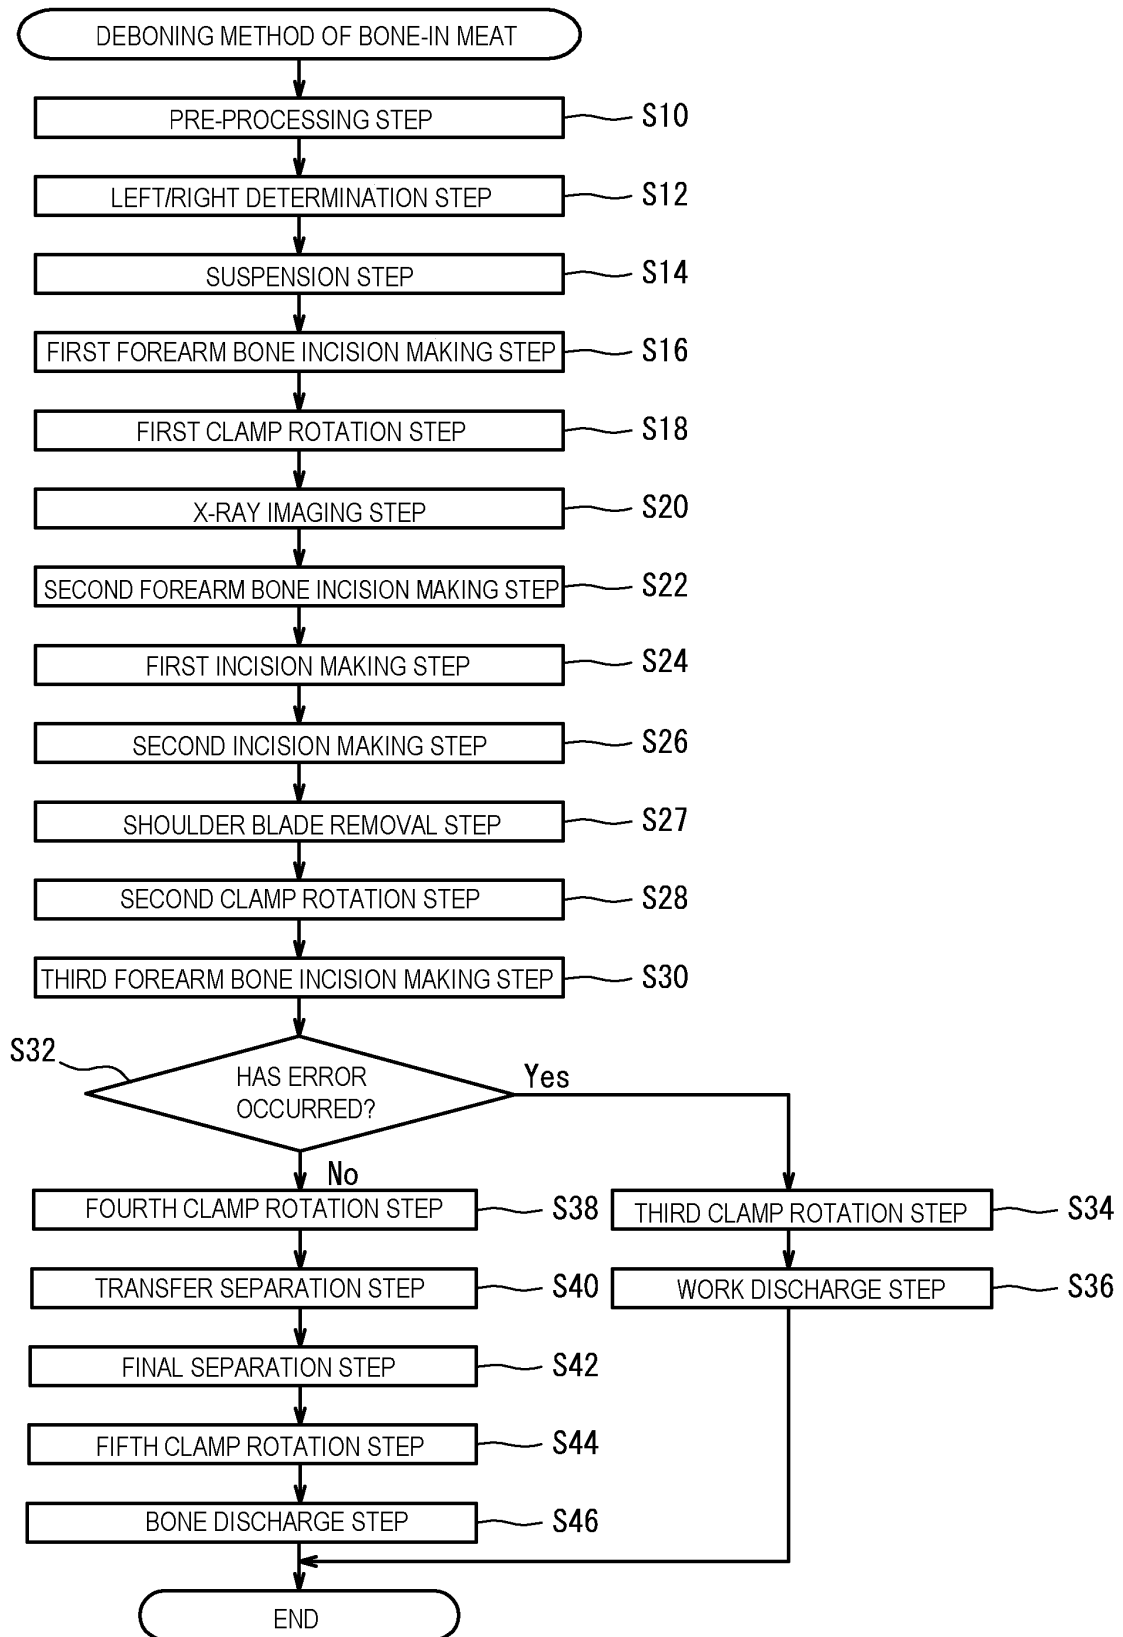 DEBONING METHOD OF BONE-IN MEAT
PRE-PROCESSING STEP S10
LEFT/RIGHT DETERMINATION STEP S12
SUSPENSION STEP S14
FIRST FOREARM BONE INCISION MAKING STEP S16
FIRST CLAMP ROTATION STEP S18
X-RAY IMAGING STEP S20
SECOND FOREARM BONE INCISION MAKING STEP S22
FIRST INCISION MAKING STEP S24
SECOND INCISION MAKING STEP S26
SHOULDER BLADE REMOVAL STEP S27
SECOND CLAMP ROTATION STEP S28
THIRD FOREARM BONE INCISION MAKING STEP S30
S32
HAS ERROR
OCCURRED?
Yes
No
FOURTH CLAMP ROTATION STEP S38
THIRD CLAMP ROTATION STEP S34
TRANSFER SEPARATION STEP S40
WORK DISCHARGE STEP S36
FINAL SEPARATION STEP S42
FIFTH CLAMP ROTATION STEP S44
BONE DISCHARGE STEP S46
END